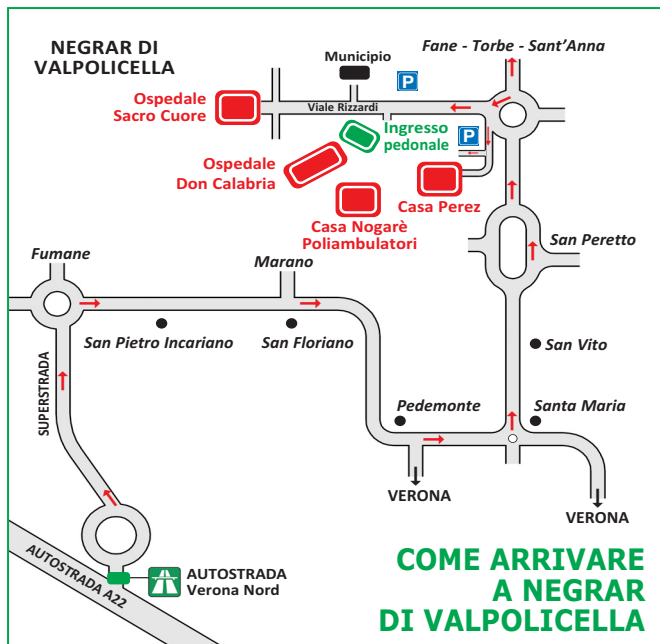 NEGRAR DI
VALPOLICELLA
Fane - Torbe - Sant'Anna
Municipio
P
Ospedale
Sacro Cuore
Viale Rizzardi
Ingresso
pedonale
P
Ospedale
Don Calabria
Casa Perez
Casa Nogarè
Poliambulatori
San Peretto
Fumane
Marano
San Pietro Incariano
San Floriano
San Vito
SUPERSTRADA
Pedemonte
Santa Maria
VERONA
VERONA
AUTOSTRADA A22
AUTOSTRADA
Verona Nord
COME ARRIVARE
A NEGRAR
DI VALPOLICELLA